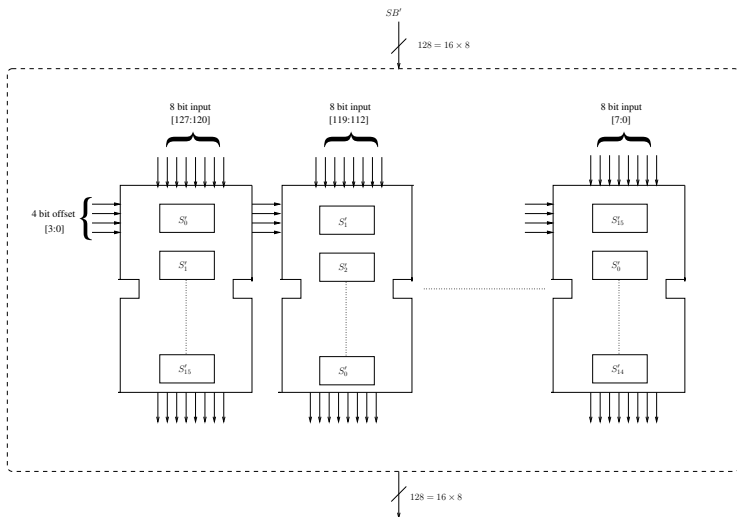 SB′
128 = 16 × 8
8 bit input
[127:120]
8 bit input
[119:112]
8 bit input
[7:0]
4 bit offset
[3:0]
S′0
S′1
S′15
S′1
S′2
S′0
S′15
S′0
S′14
128 = 16 × 8